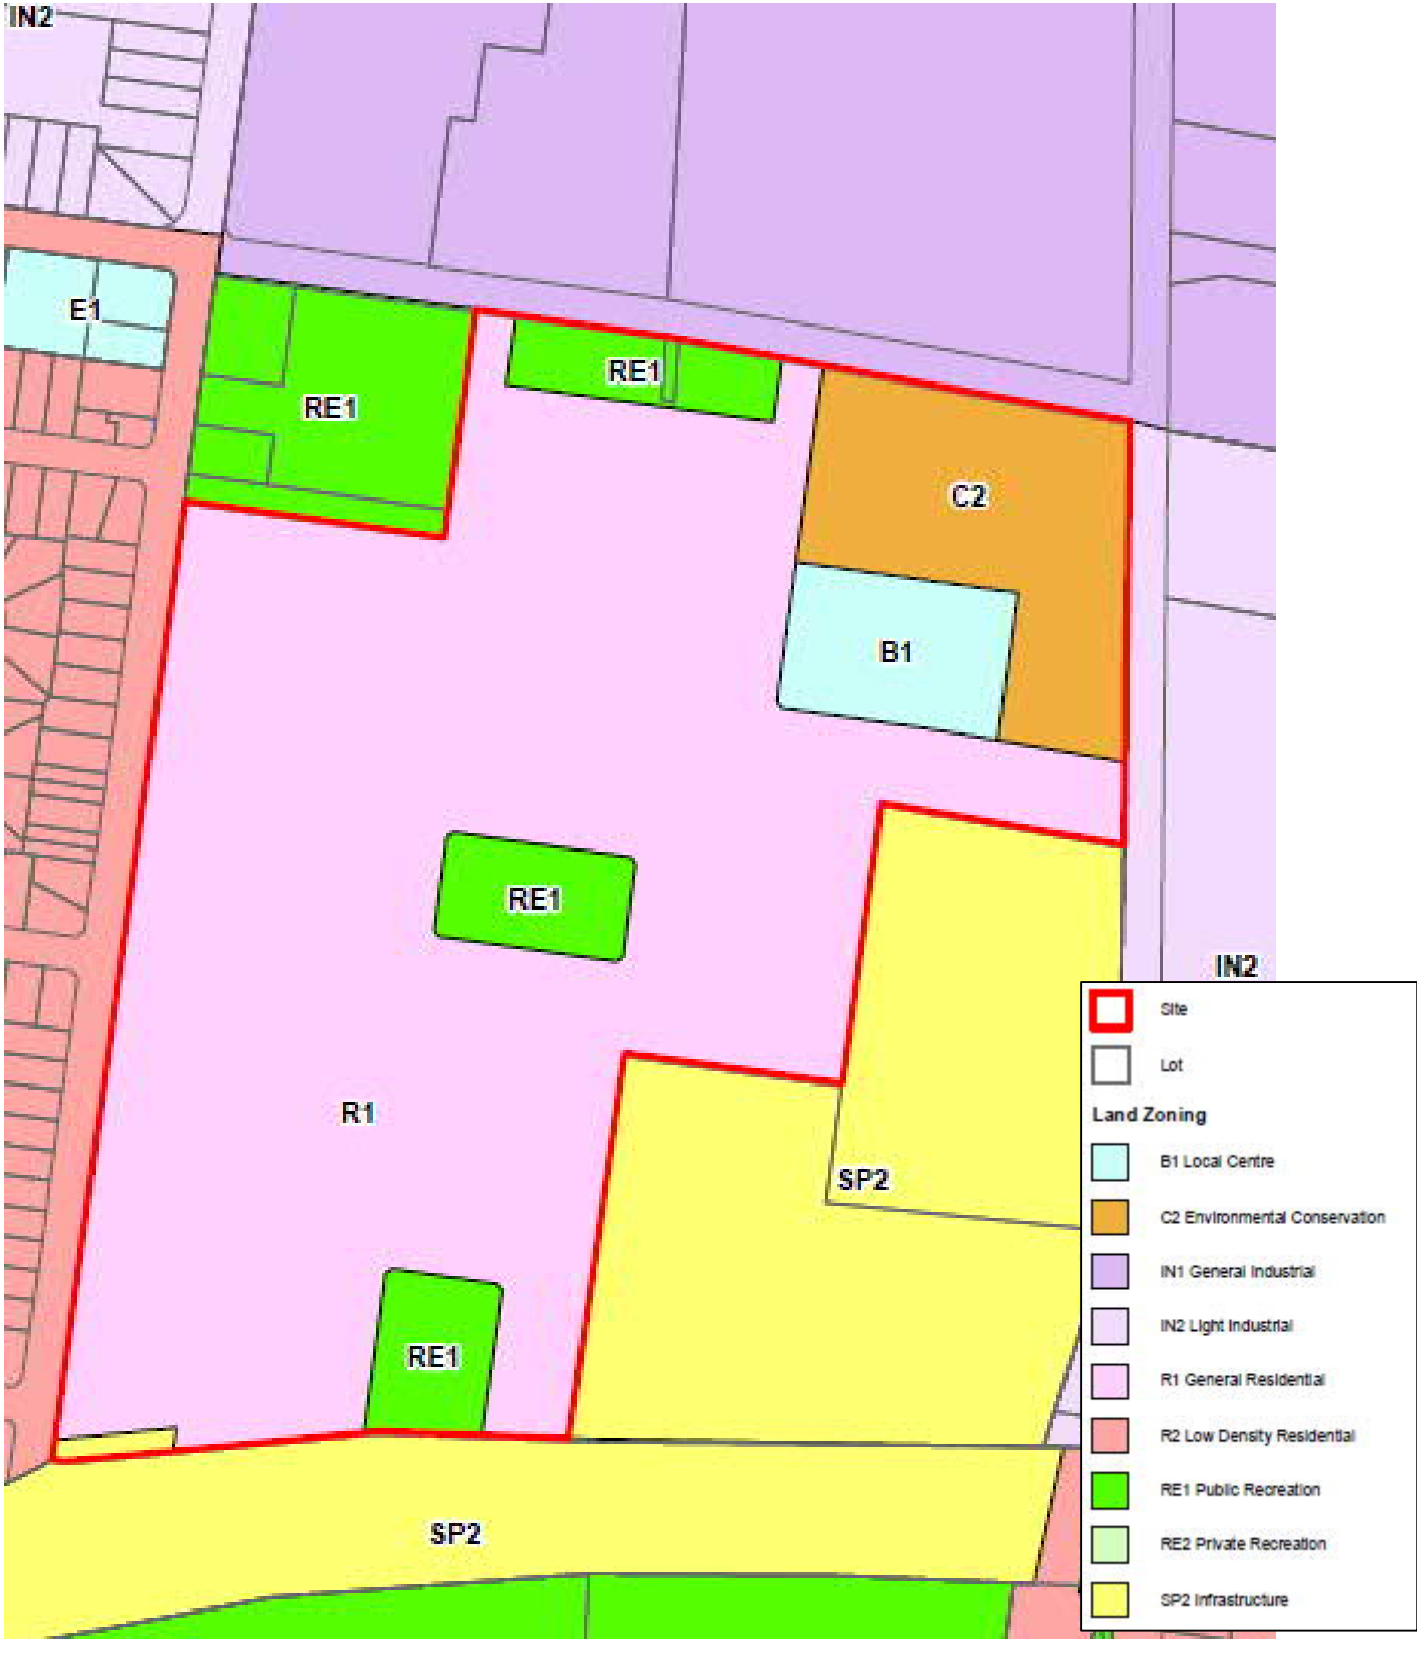 IN2
E1
RE1
RE1
C2
B1
RE1
IN2
R1
SP2
RE1
SP2
Site
Lot
Land Zoning
B1 Local Centre
C2 Environmental Conservation
IN1 General Industrial
IN2 Light Industrial
R1 General Residential
R2 Low Density Residential
RE1 Public Recreation
RE2 Private Recreation
SP2 Infrastructure